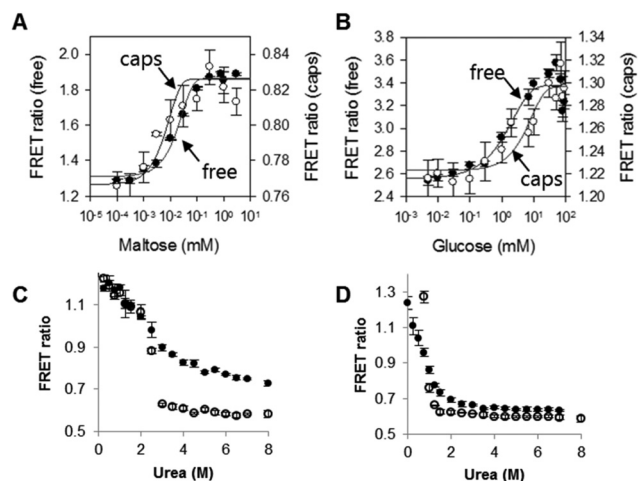 A
FRET ratio (free)
2.0
1.8
1.6
1.4
1.2
caps
free
0.84
0.82
0.80
0.78
0.76
FRET ratio (caps)
10⁻⁵ 10⁻⁴ 10⁻³ 10⁻² 10⁻¹ 10⁰ 10¹
Maltose (mM)
B
FRET ratio (free)
3.8
3.6
3.4
3.2
3.0
2.8
2.6
2.4
free
caps
1.34
1.32
1.30
1.28
1.26
1.24
1.22
1.20
FRET ratio (caps)
10⁻³ 10⁻² 10⁻¹ 10⁰ 10¹ 10²
Glucose (mM)
C
FRET ratio
1.1
0.9
0.7
0.5
0 2 4 6 8
Urea (M)
D
FRET ratio
1.3
1.1
0.9
0.7
0.5
0 2 4 6 8
Urea (M)